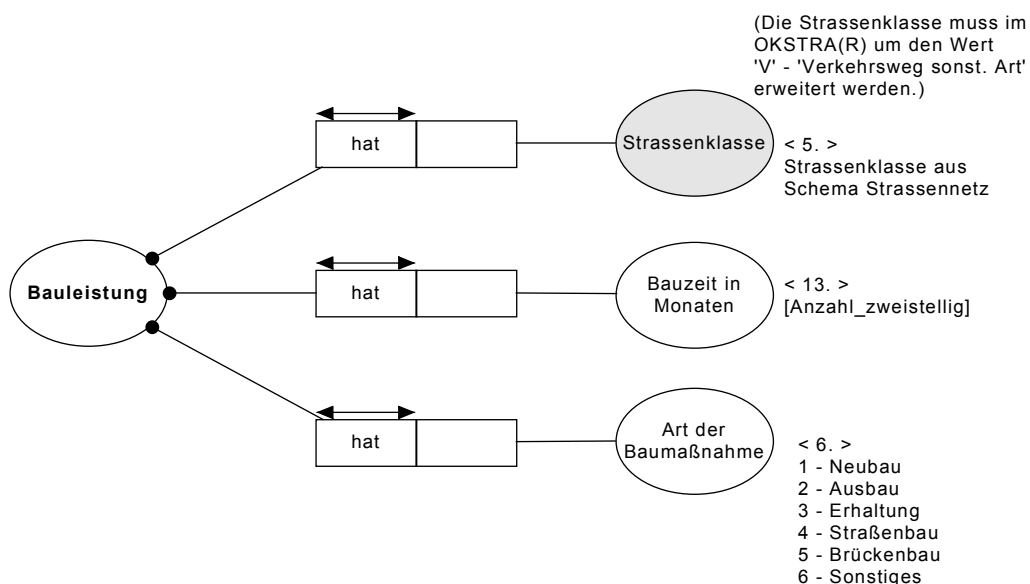 (Die Strassenklasse muss im
OKSTRA(R) um den Wert
'V' - 'Verkehrsweg sonst. Art'
erweitert werden.)
hat
Strassenklasse
< 5. >
Strassenklasse aus
Schema Strassennetz
Bauleistung
hat
Bauzeit in
Monaten
< 13. >
[Anzahl_zweistellig]
hat
Art der
Baumaßnahme
< 6. >
1 - Neubau
2 - Ausbau
3 - Erhaltung
4 - Straßenbau
5 - Brückenbau
6 - Sonstiges